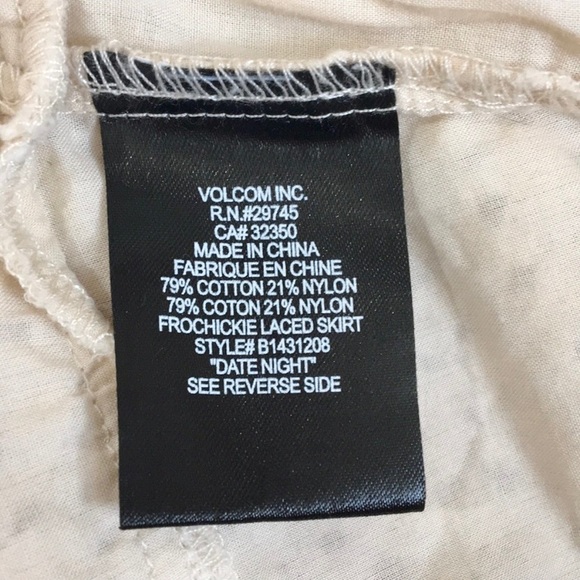 VOLCOM INC.
R.N.#29745
CA# 32350
MADE IN CHINA
FABRIQUE EN CHINE
79% COTTON 21% NYLON
79% COTON 21% NYLON
FROCHICKIE LACED SKIRT
STYLE# B1431208
"DATE NIGHT"
SEE REVERSE SIDE